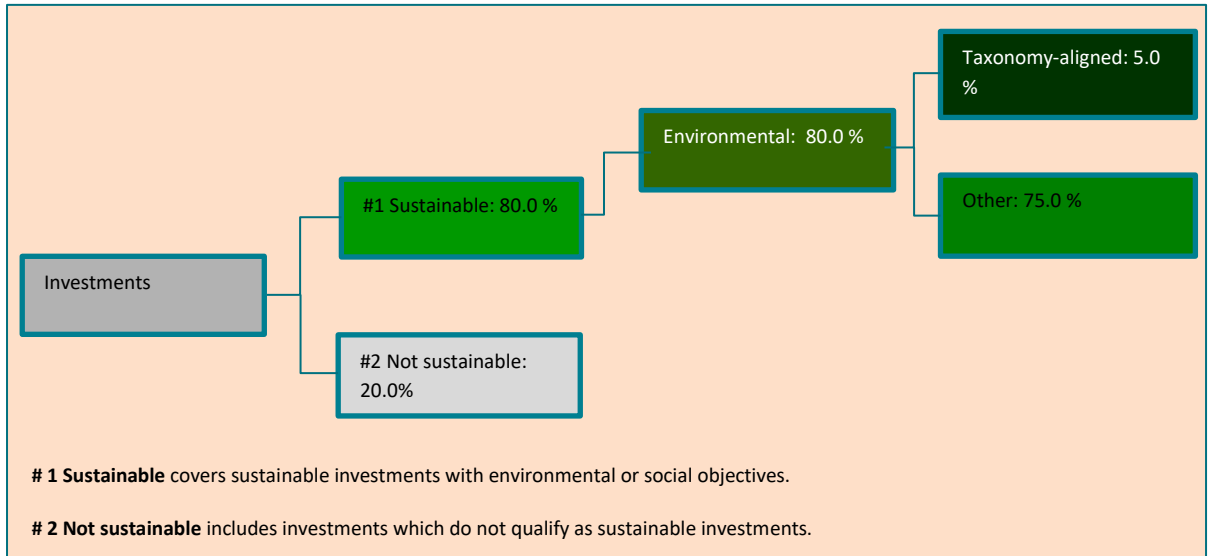 Taxonomy-aligned: 5.0
%
Environmental: 80.0 %
#1 Sustainable: 80.0 %
Other: 75.0 %
Investments
#2 Not sustainable:
20.0%
# 1 Sustainable covers sustainable investments with environmental or social objectives.
# 2 Not sustainable includes investments which do not qualify as sustainable investments.